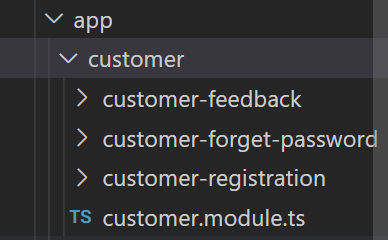 app
customer
customer-feedback
customer-forget-password
customer-registration
TS customer.module.ts